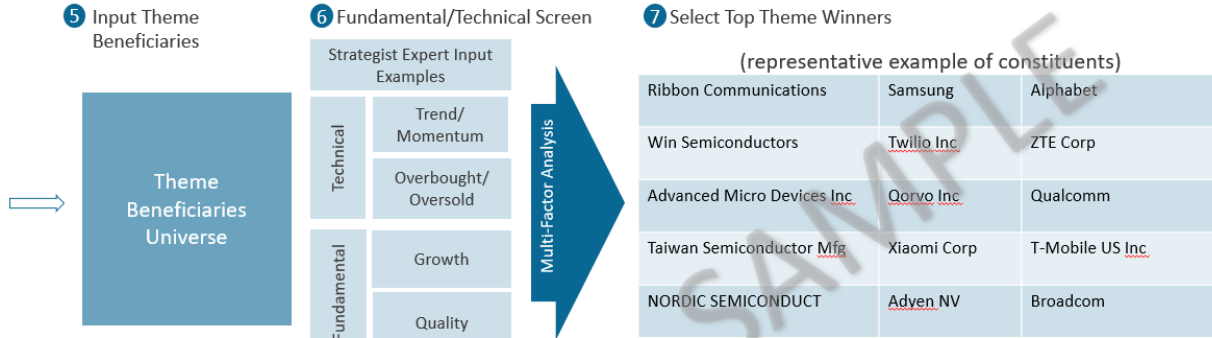 5 Input Theme
Beneficiaries
Theme
Beneficiaries
Universe
6 Fundamental/Technical Screen
Strategist Expert Input
Examples
Technical
Trend/
Momentum
Overbought/
Oversold
Fundamental
Growth
Quality
Multi-Factor Analysis
7 Select Top Theme Winners
(representative example of constituents)
Ribbon Communications Samsung Alphabet
Win Semiconductors Twilio Inc ZTE Corp
Advanced Micro Devices Inc Qorvo Inc Qualcomm
Taiwan Semiconductor Mfg Xiaomi Corp T-Mobile US Inc
NORDIC SEMICONDUCT Adyen NV Broadcom
SAMPLE